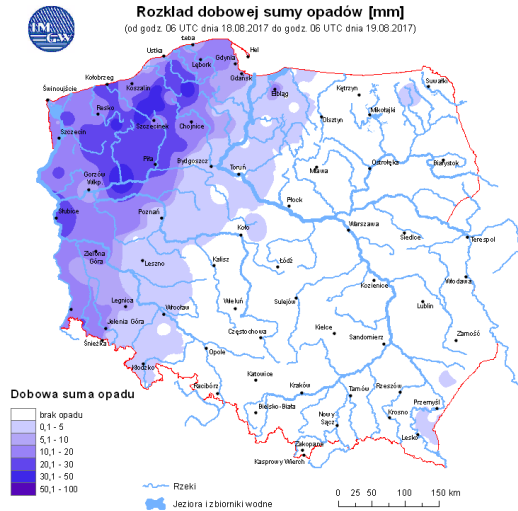 Rozkład dobowej sumy opadów [mm]
(od godz. 06 UTC dnia 18.08.2017 do godz. 06 UTC dnia 19.08.2017)
IM
GW
Łeba
Ustka
Hel
Gdynia
Lębork
Gdańsk
Kołobrzeg
Koszalin
Świnoujście
Elbląg
Kętrzyn
Suwałki
Resko
Mikołajki
Szczecinek
Chojnice
Olsztyn
Szczecin
Piła
Bydgoszcz
Toruń
Mława
Ostrołęka
Białystok
Gorzów
Wlkp
Płock
Słubice
Poznań
Koło
Warszawa
Siedlce
Terespol
Zielona
Góra
Leszno
Kalisz
Łódź
Kozienice
Włodawa
Legnica
Wrocław
Wieluń
Sulejów
Lublin
Jelenia Góra
Śnieżka
Częstochowa
Kielce
Sandomierz
Zamość
Kłodzko
Opole
Racibórz
Katowice
Kraków
Tarnów
Rzeszów
Przemyśl
Bielsko-Biała
Nowy
Sącz
Krosno
Lesko
Zakopane
Kasprowy Wierch
Dobowa suma opadu
brak opadu
0,1 - 5
5,1 - 10
10,1 - 20
20,1 - 30
30,1 - 50
50,1 - 100
Rzeki
Jeziora i zbiorniki wodne
0 25 50 100 150 km